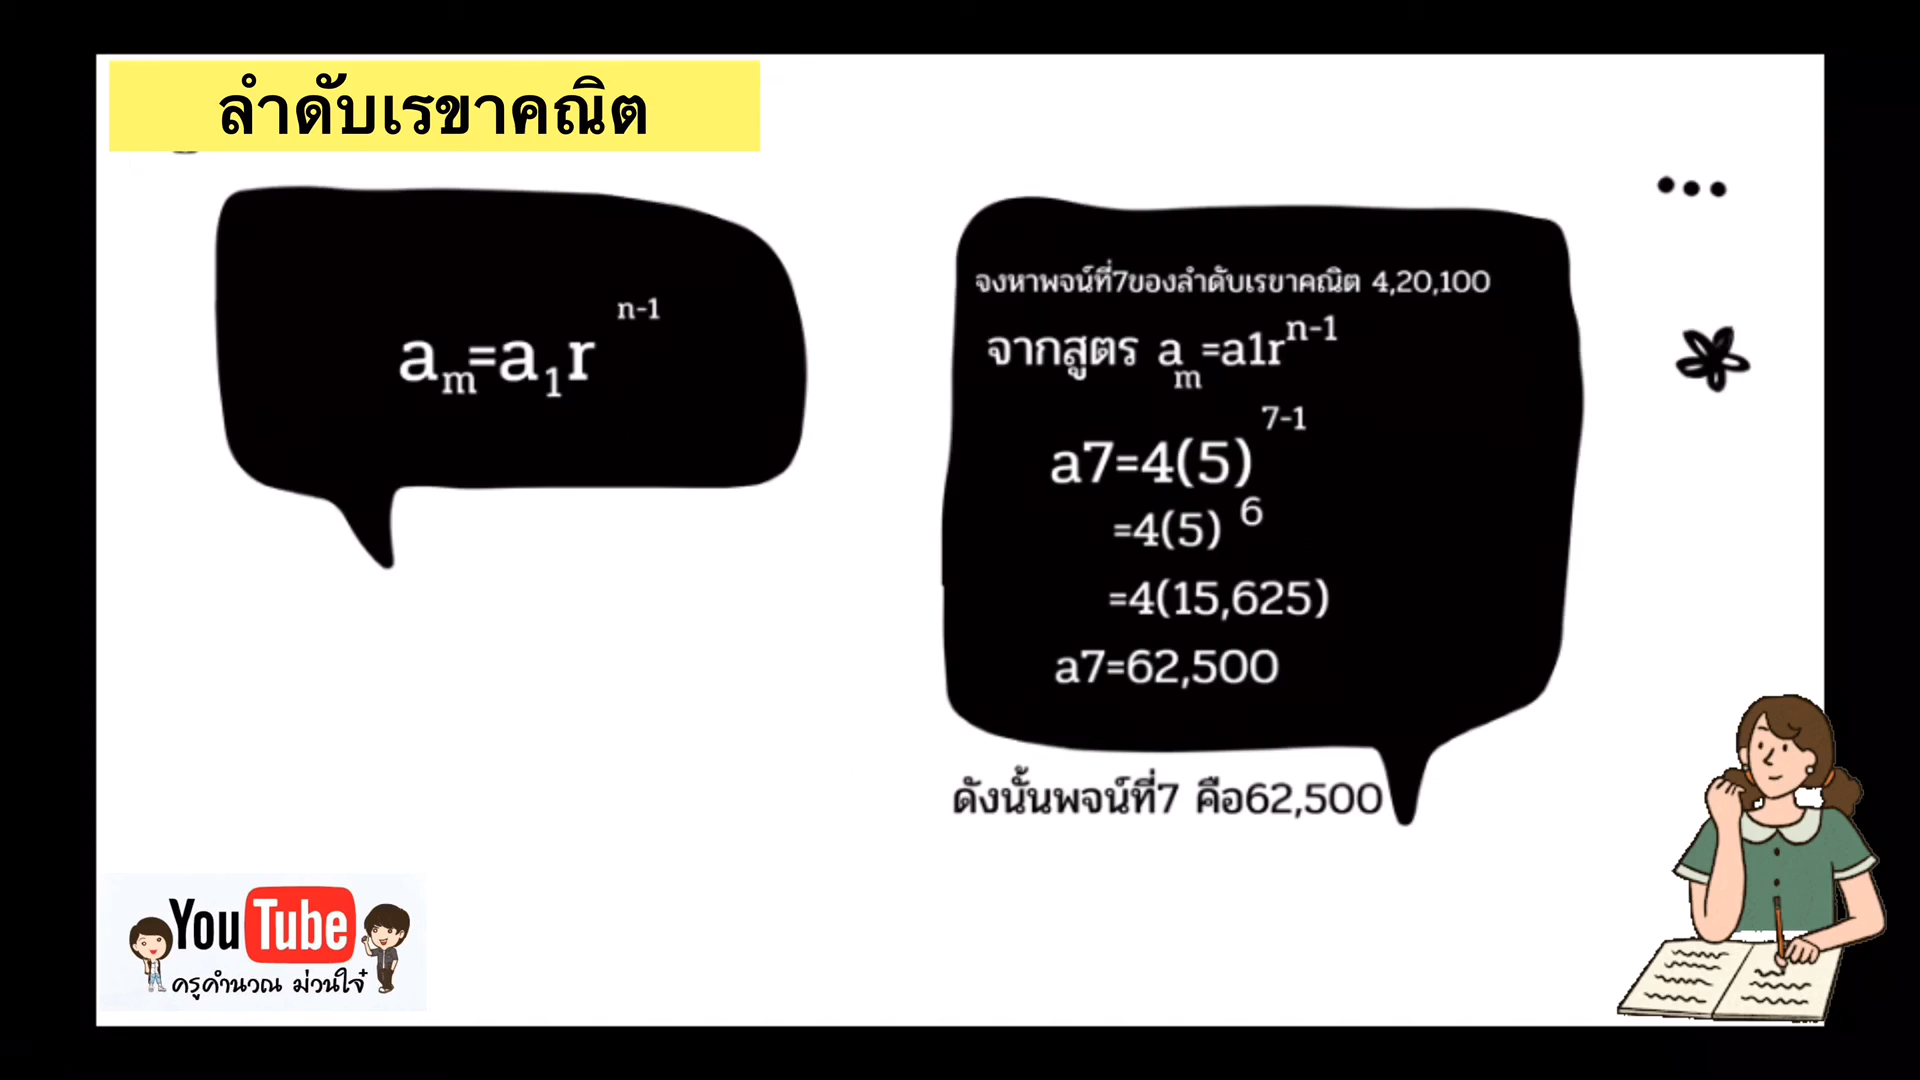 ลำดับเรขาคณิต
n-1
am=a1r
จงหาพจน์ที่7ของลำดับเรขาคณิต 4,20,100
จากสูตร am=a1r n-1
7-1
a7=4(5)
=4(5) 6
=4(15,625)
a7=62,500
ดังนั้นพจน์ที่7 คือ62,500
YouTube
ครูคำนวณ ม่วนใจ๋